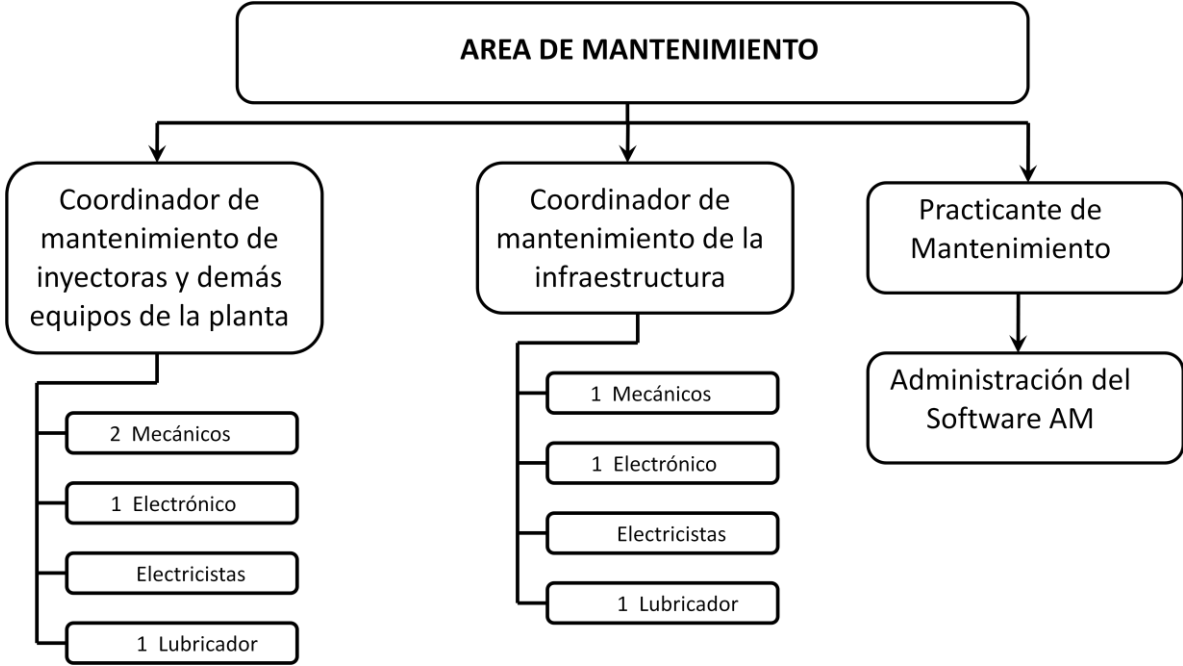 AREA DE MANTENIMIENTO
Coordinador de
mantenimiento de
inyectoras y demás
equipos de la planta
2 Mecánicos
1 Electrónico
Electricistas
1 Lubricador
Coordinador de
mantenimiento de la
infraestructura
1 Mecánicos
1 Electrónico
Electricistas
1 Lubricador
Practicante de
Mantenimiento
Administración del
Software AM